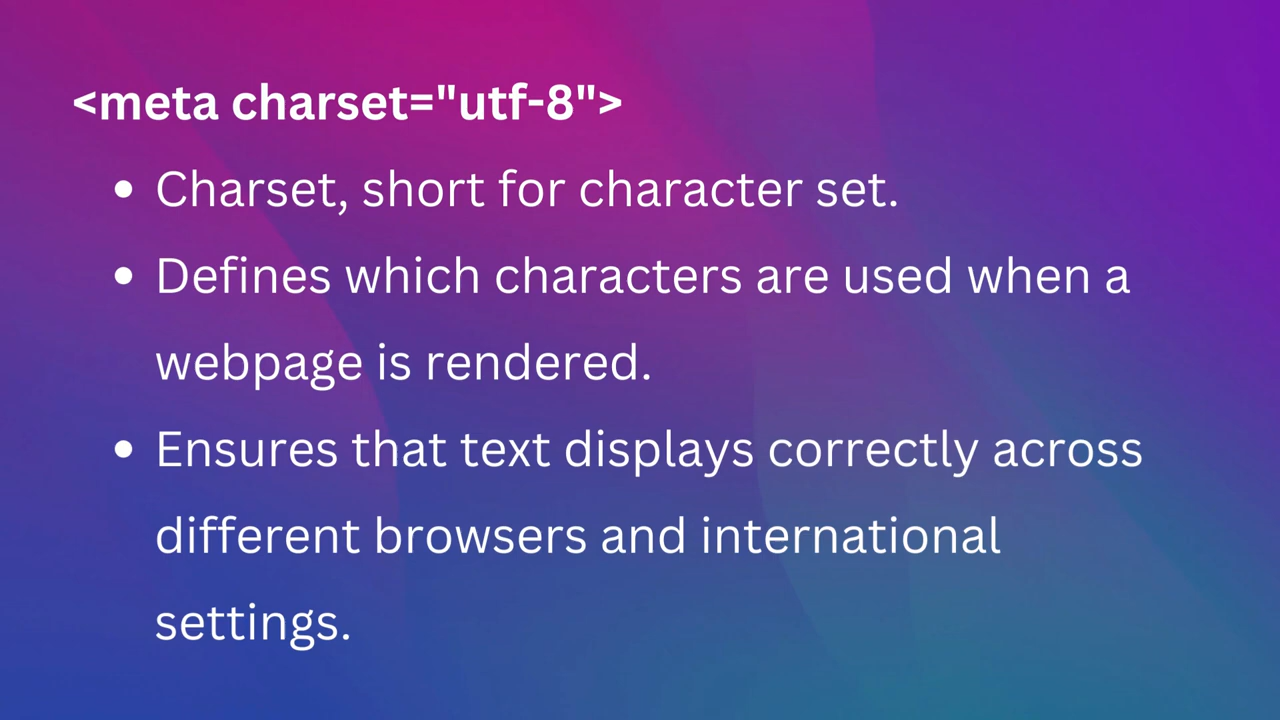 <meta charset="utf-8">
• Charset, short for character set.
• Defines which characters are used when a
webpage is rendered.
• Ensures that text displays correctly across
different browsers and international
settings.